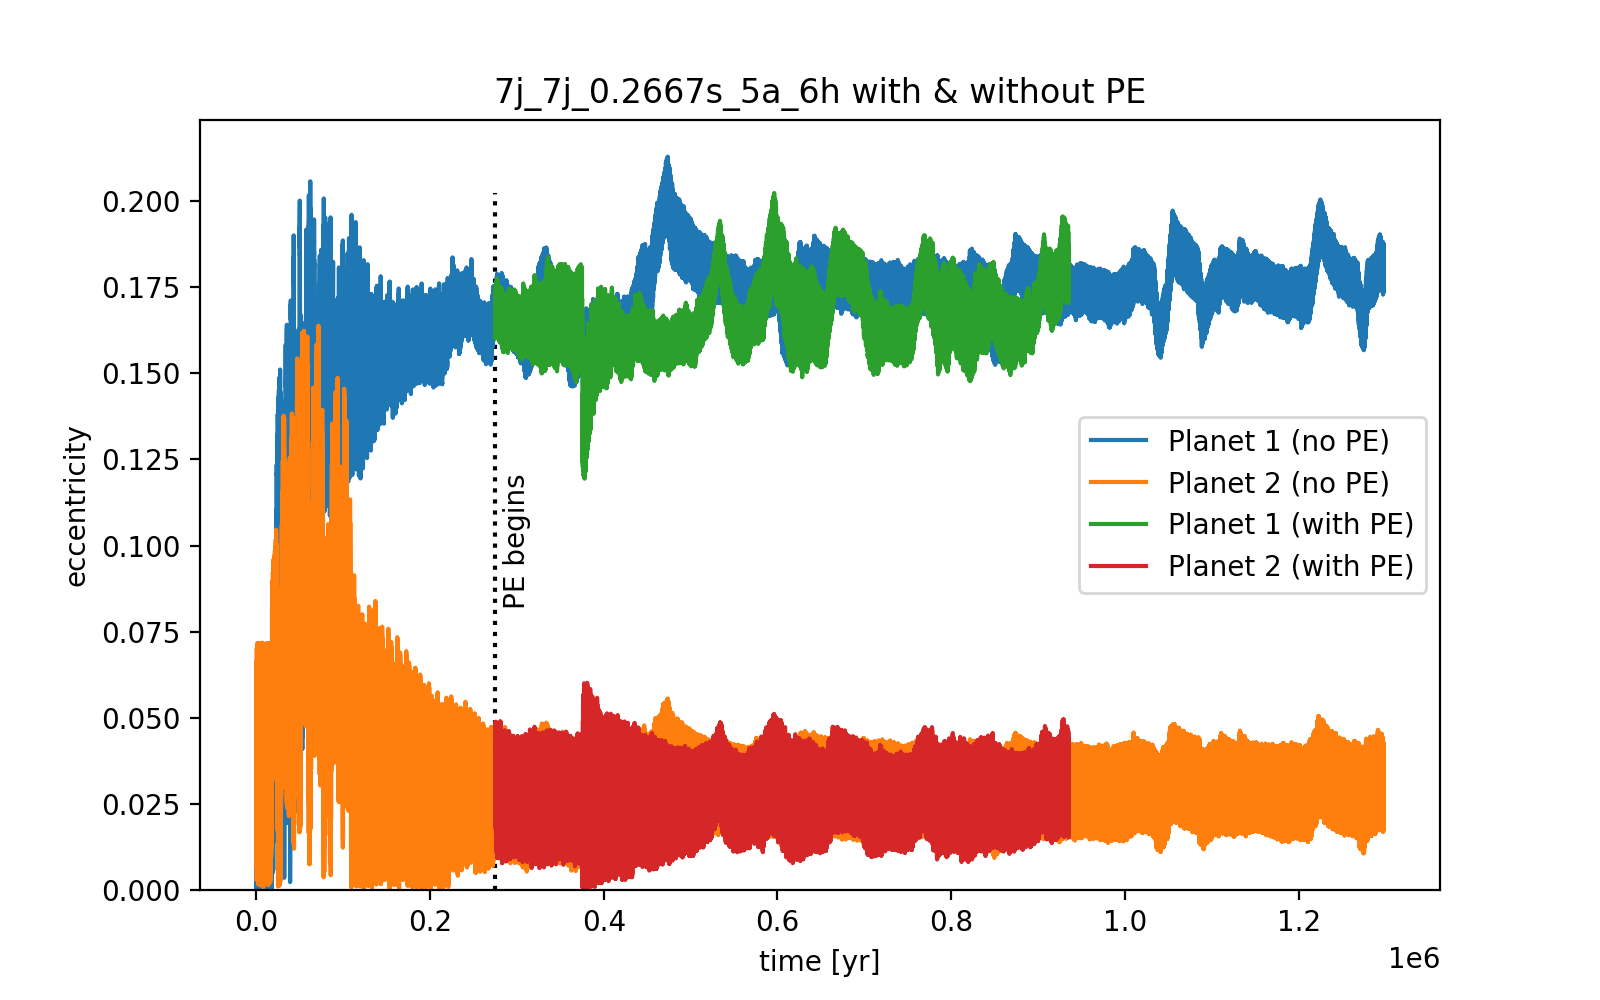 7j_7j_0.2667s_5a_6h with & without PE
eccentricity
0.200
0.175
0.150
0.125
0.100
0.075
0.050
0.025
0.000
PE begins
Planet 1 (no PE)
Planet 2 (no PE)
Planet 1 (with PE)
Planet 2 (with PE)
0.0 0.2 0.4 0.6 0.8 1.0 1.2
time [yr]
1e6